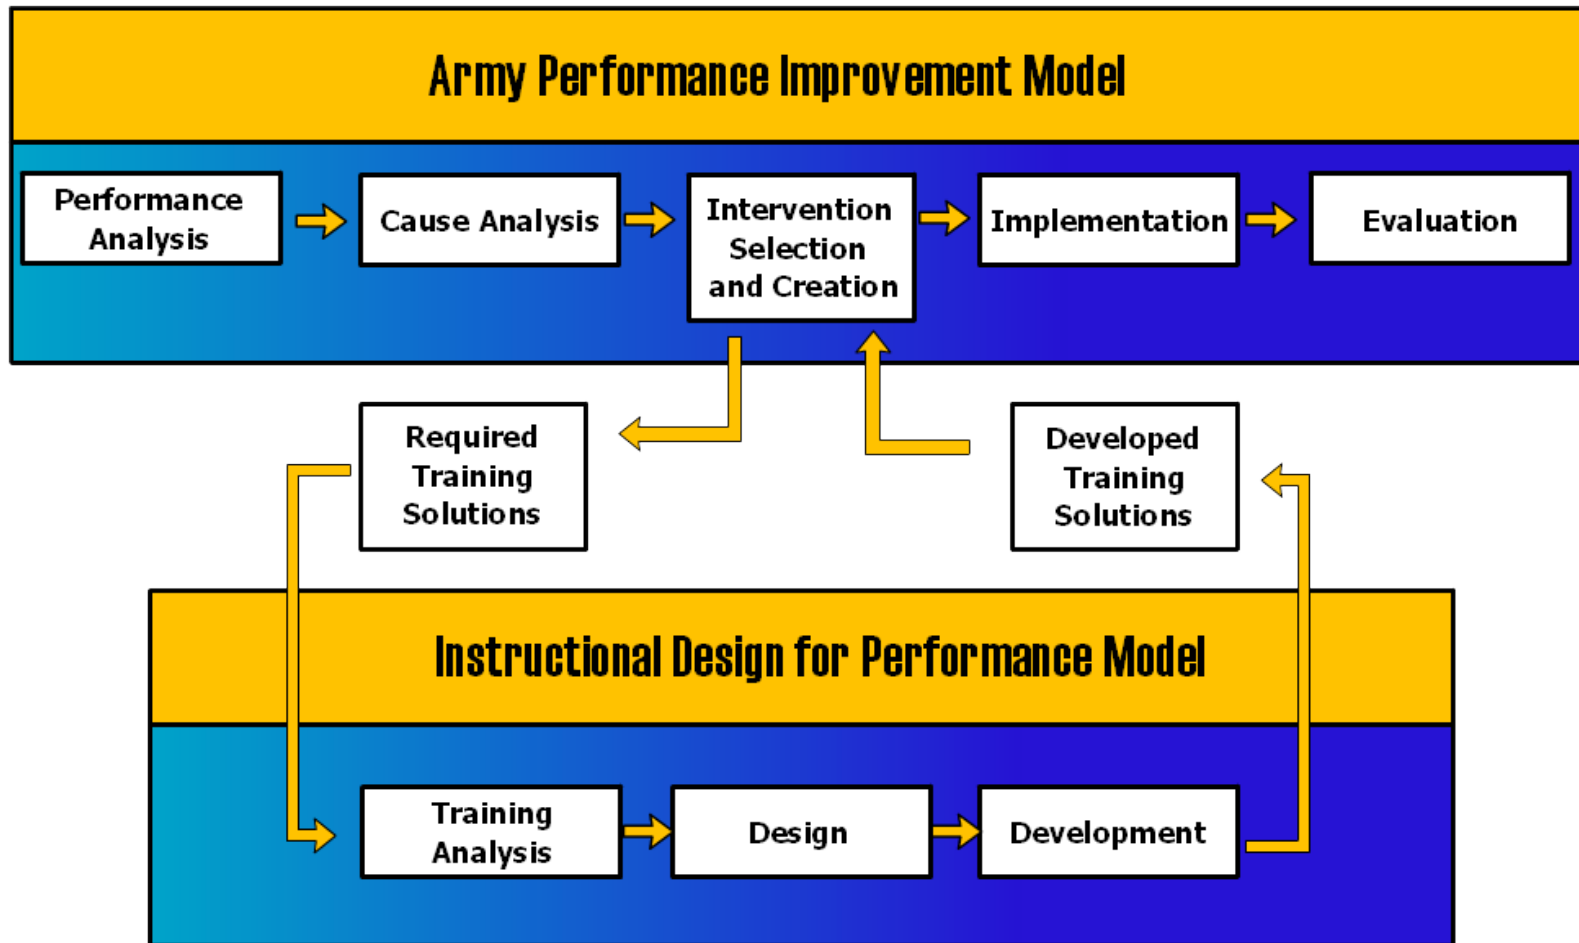 Army Performance Improvement Model
Performance
Analysis
Cause Analysis
Intervention
Selection
and Creation
Implementation
Evaluation
Required
Training
Solutions
Developed
Training
Solutions
Instructional Design for Performance Model
Training
Analysis
Design
Development